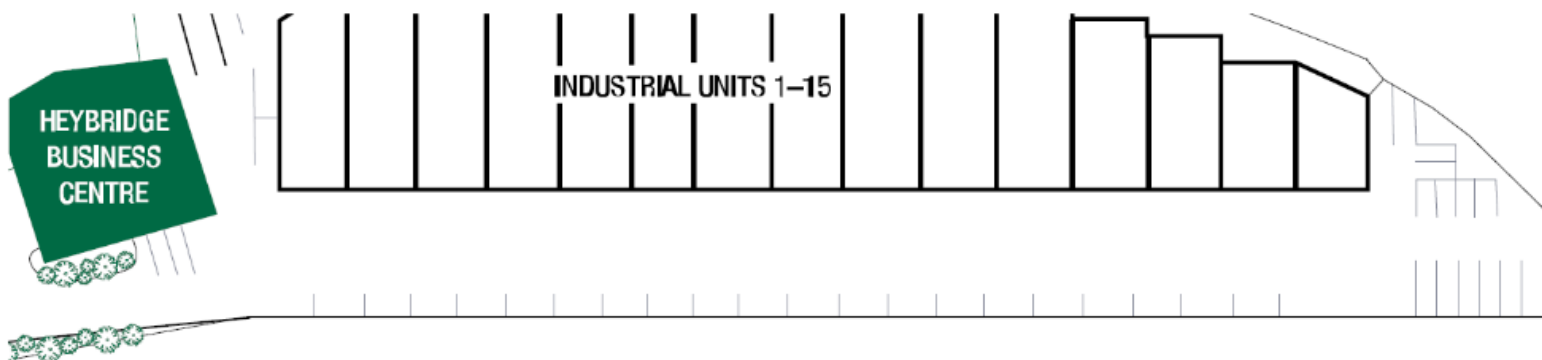 INDUSTRIAL UNITS 1–15
HEYBRIDGE
BUSINESS
CENTRE